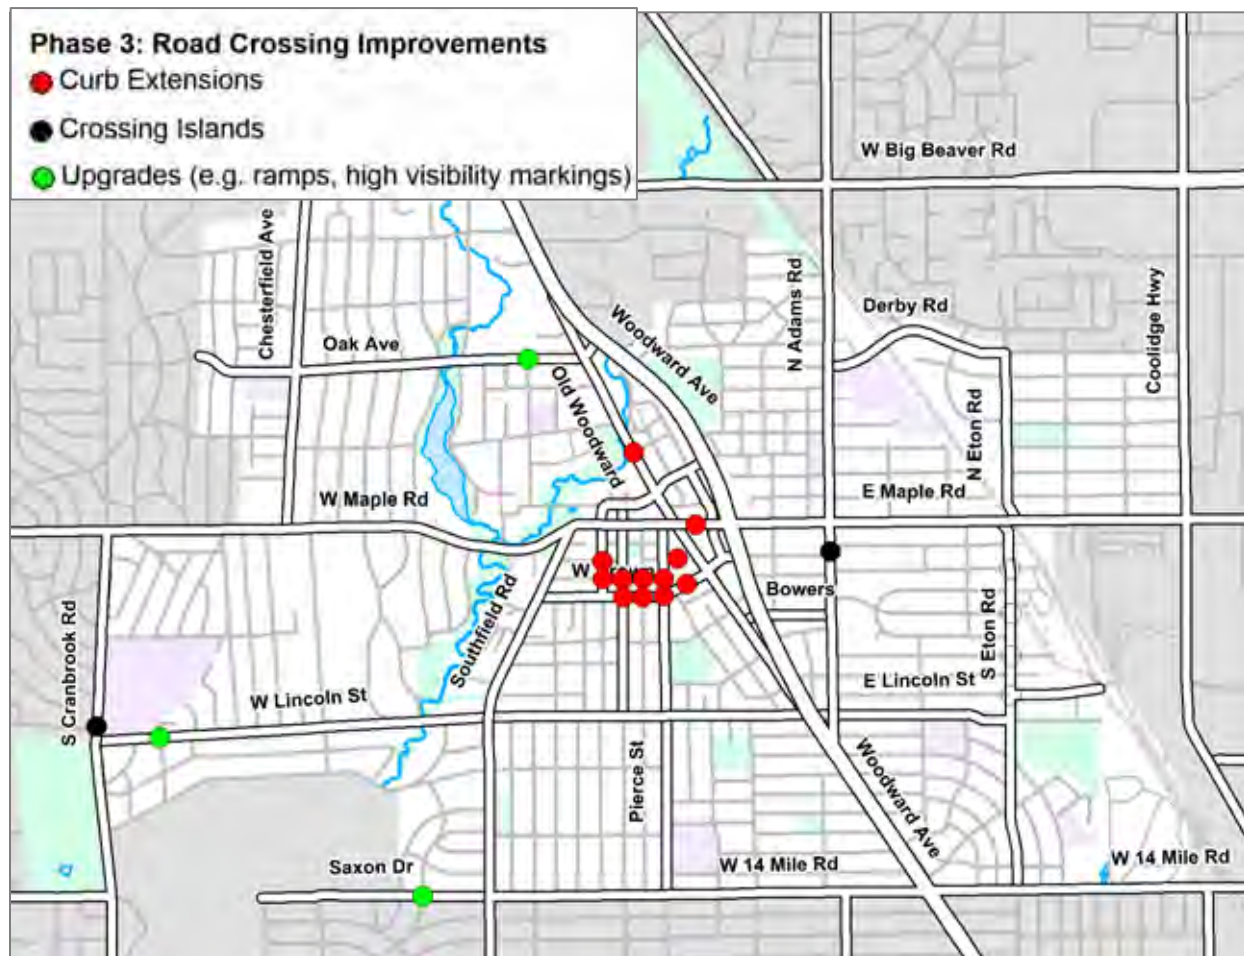 Phase 3: Road Crossing Improvements
Curb Extensions
Crossing Islands
Upgrades (e.g. ramps, high visibility markings)
W Big Beaver Rd
Chesterfield Ave
N Adams Rd
Coolidge Hwy
Derby Rd
Oak Ave
Woodward Ave
Old Woodward
N Eton Rd
W Maple Rd
E Maple Rd
W
Bowers
S Cranbrook Rd
Southfield Rd
S Eton Rd
W Lincoln St
E Lincoln St
Pierce St
Woodward Ave
Saxon Dr
W 14 Mile Rd
W 14 Mile Rd